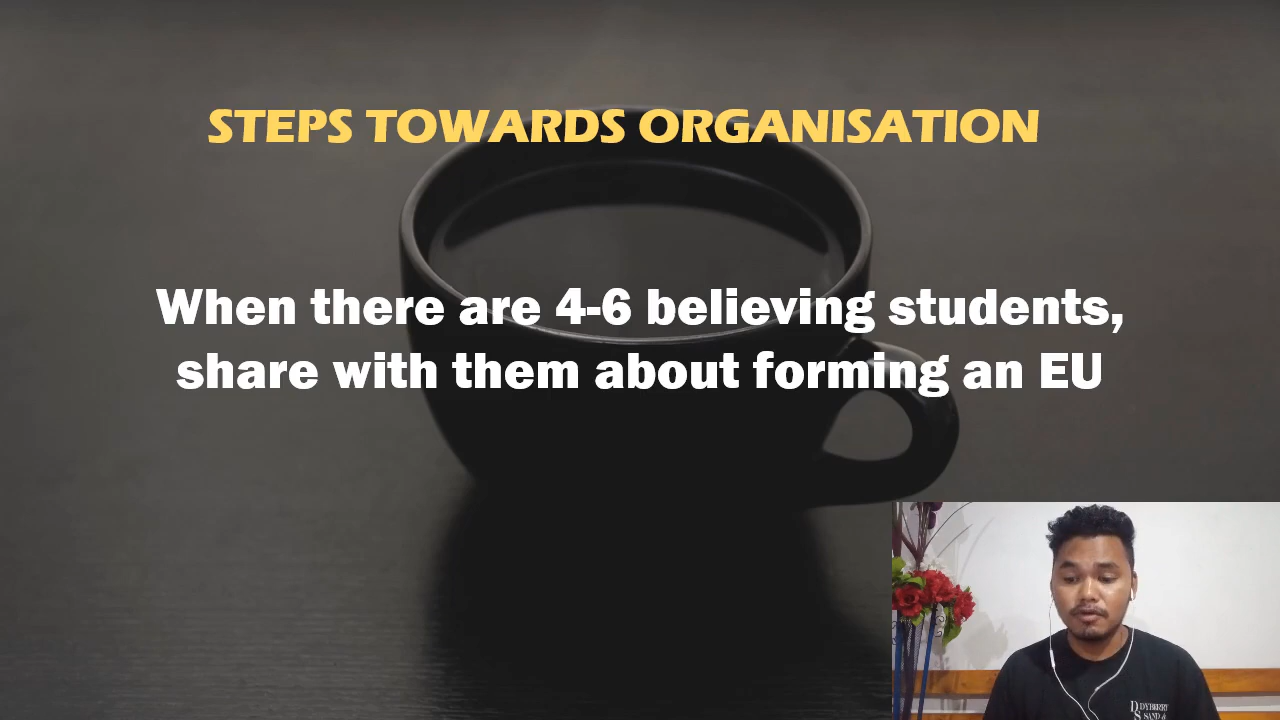 STEPS TOWARDS ORGANISATION
When there are 4-6 believing students,
share with them about forming an EU